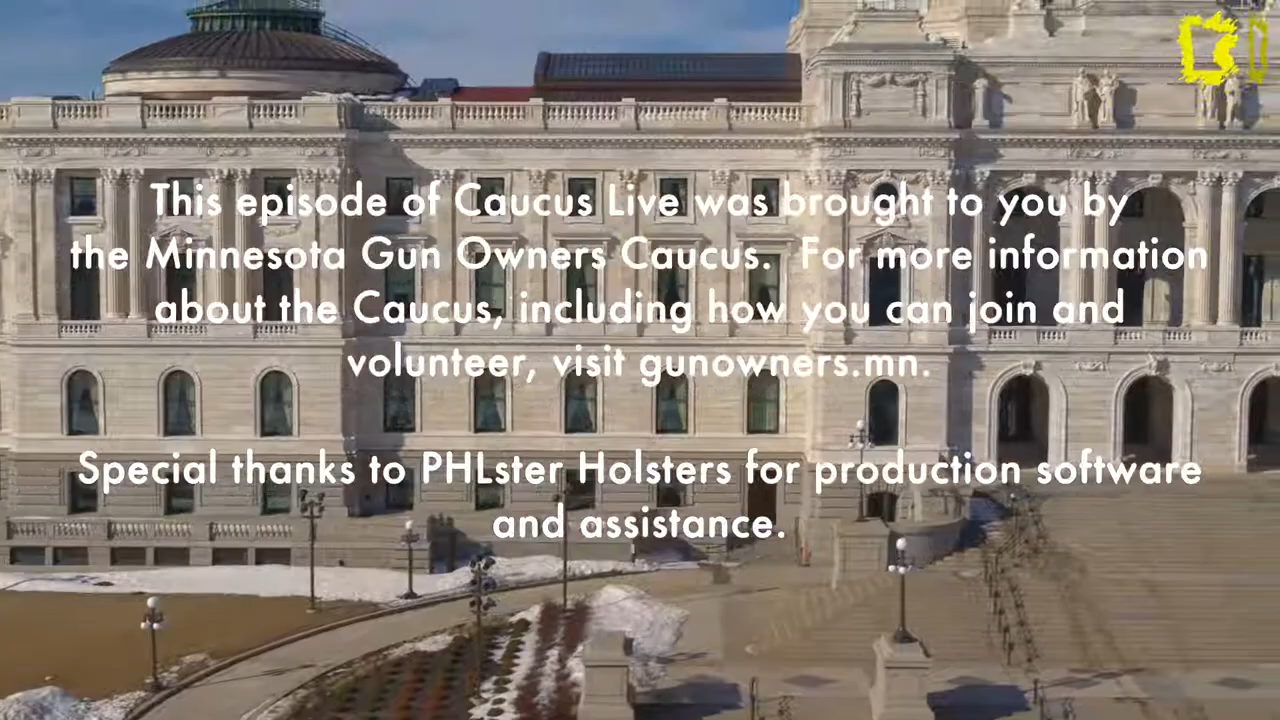 This episode of Caucus Live was brought to you by
the Minnesota Gun Owners Caucus.  For more information
about the Caucus, including how you can join and
volunteer, visit gunowners.mn.
Special thanks to PHLster Holsters for production software
and assistance.